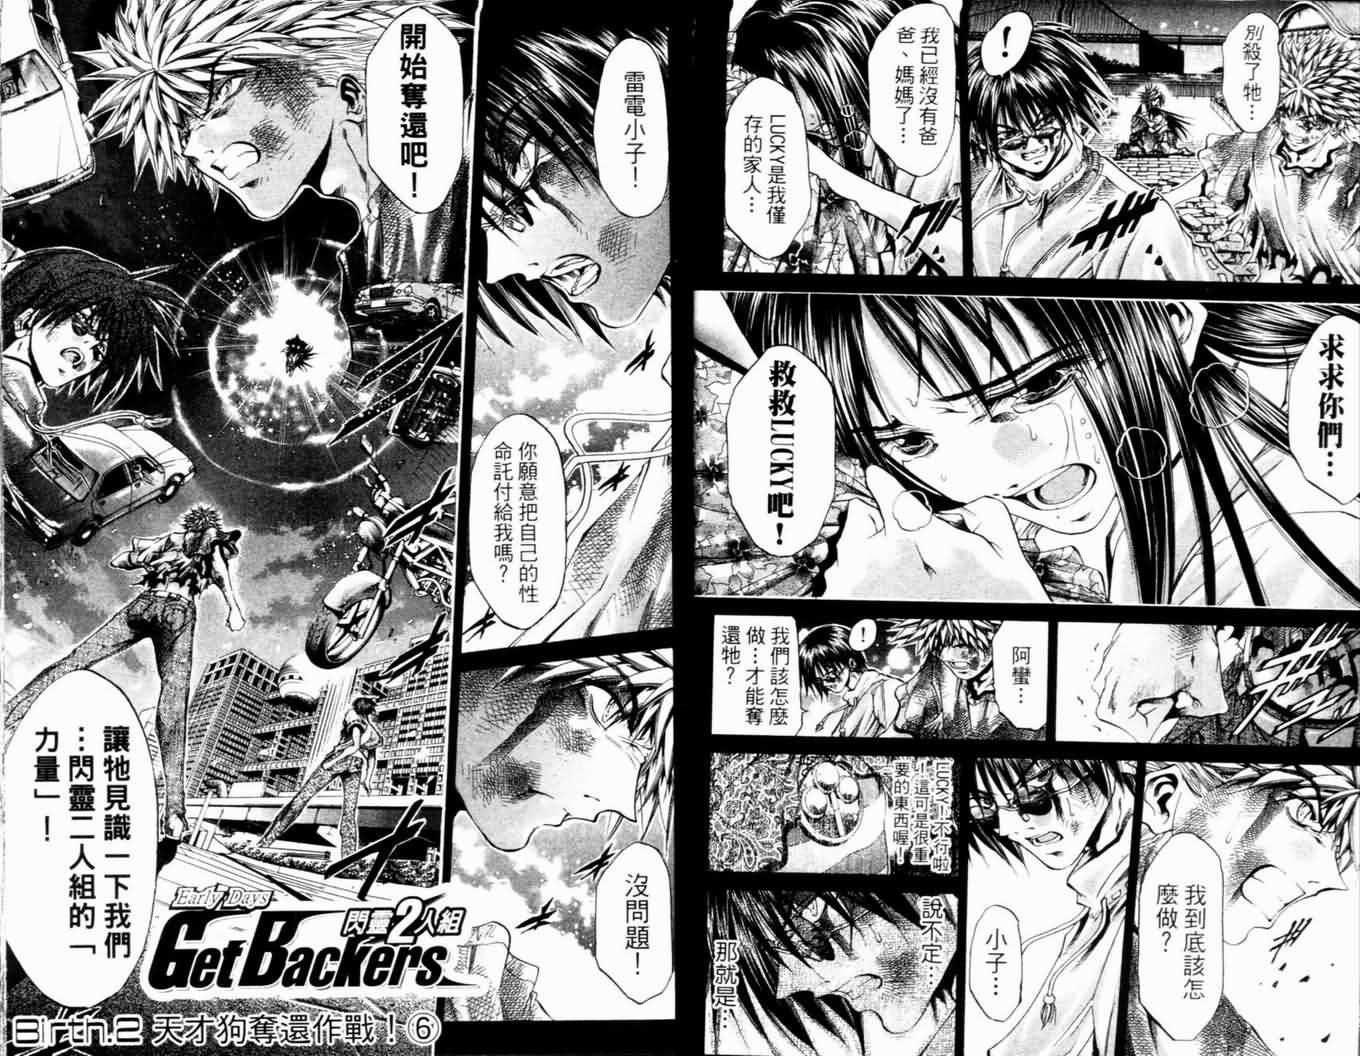 別殺了牠…
！
我已經沒有爸
爸、媽媽了…
LUCKY是我僅
存的家人…
求求你們…
救救LUCKY吧！
阿蠻…
！
我們該怎麼
做…才能奪
還牠？
我到底該怎
麼做？
小子…
LUCKY！不行啦
！這可是很重
要的東西喔！
說不定…
那就是…
雷電小子！
你願意把自己的性
命託付給我嗎？
沒問題！
開始奪還吧！
讓牠見識一下我們
…閃靈二人組的「
力量」！
Early Days
閃靈2人組
GetBackers
Birth.2 天才狗奪還作戰！⑥